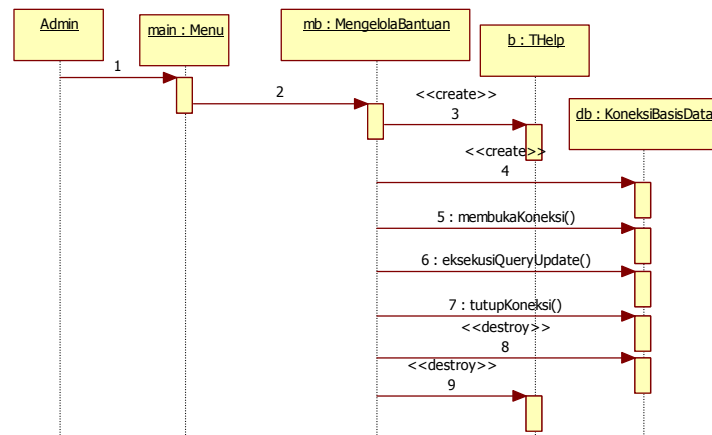 Admin
main : Menu
mb : MengelolaBantuan
b : THelp
db : KoneksiBasisData
1
2
<<create>>
3
<<create>>
4
5 : membukaKoneksi()
6 : eksekusiQueryUpdate()
7 : tutupKoneksi()
<<destroy>>
8
<<destroy>>
9